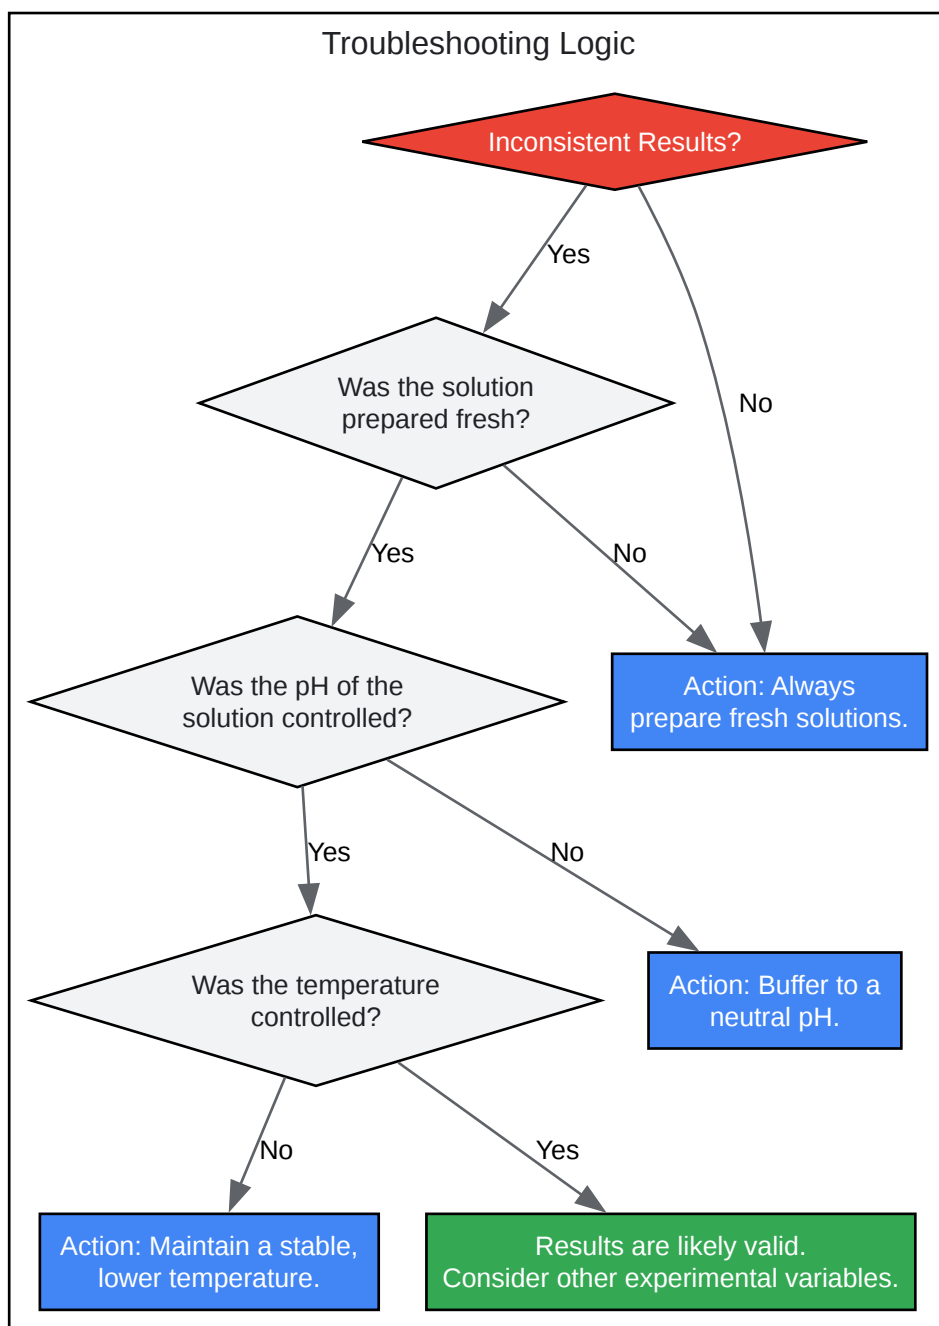 Troubleshooting Logic
Inconsistent Results?
Yes
No
Was the solution
prepared fresh?
Yes
No
Was the pH of the
solution controlled?
Action: Always
prepare fresh solutions.
Yes
No
Was the temperature
controlled?
Action: Buffer to a
neutral pH.
No
Yes
Action: Maintain a stable,
lower temperature.
Results are likely valid.
Consider other experimental variables.